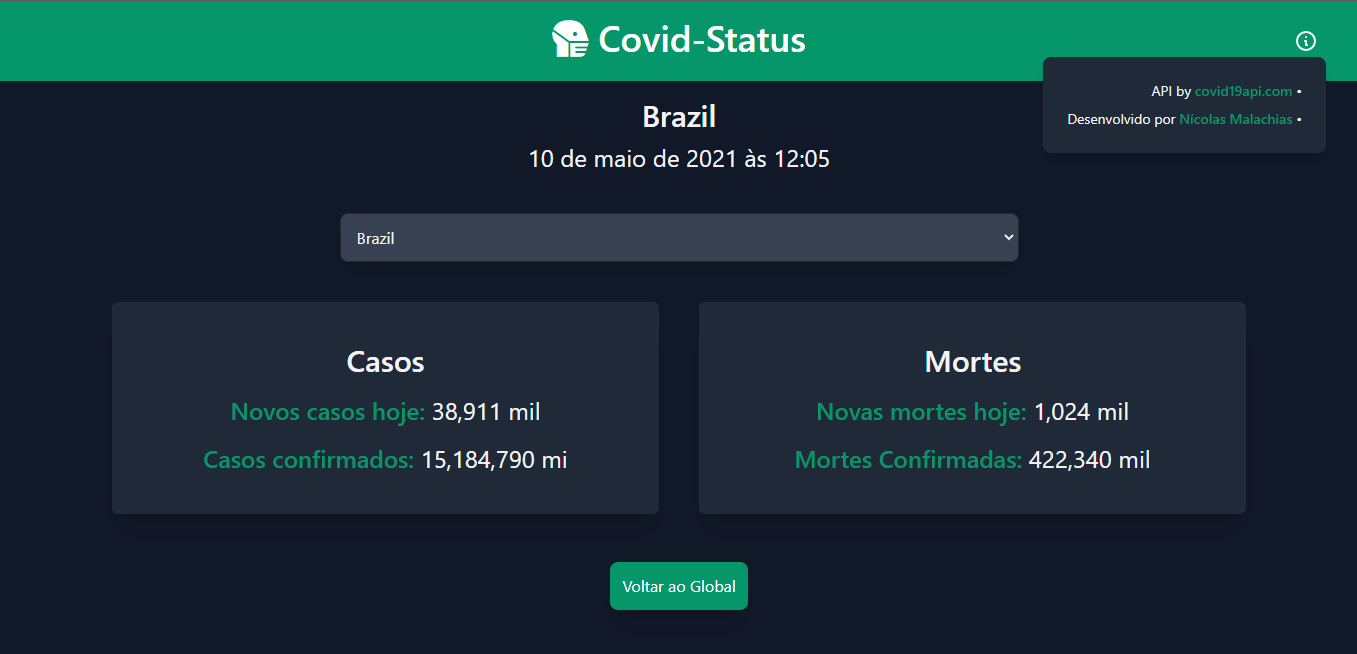 Covid-Status
API by covid19api.com •
Desenvolvido por Nícolas Malachias •
Brazil
10 de maio de 2021 às 12:05
Brazil
Casos
Novos casos hoje: 38,911 mil
Casos confirmados: 15,184,790 mi
Mortes
Novas mortes hoje: 1,024 mil
Mortes Confirmadas: 422,340 mil
Voltar ao Global